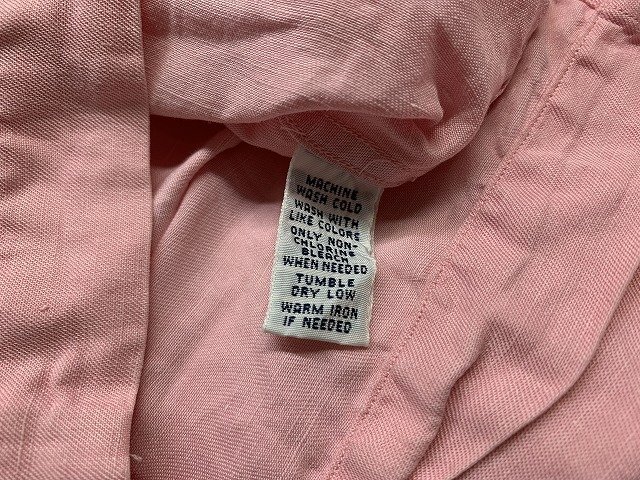 MACHINE
WASH COLD
WASH WITH
LIKE COLORS
ONLY NON-
CHLORINE
BLEACH
WHEN NEEDED
TUMBLE
DRY LOW
WARM IRON
IF NEEDED